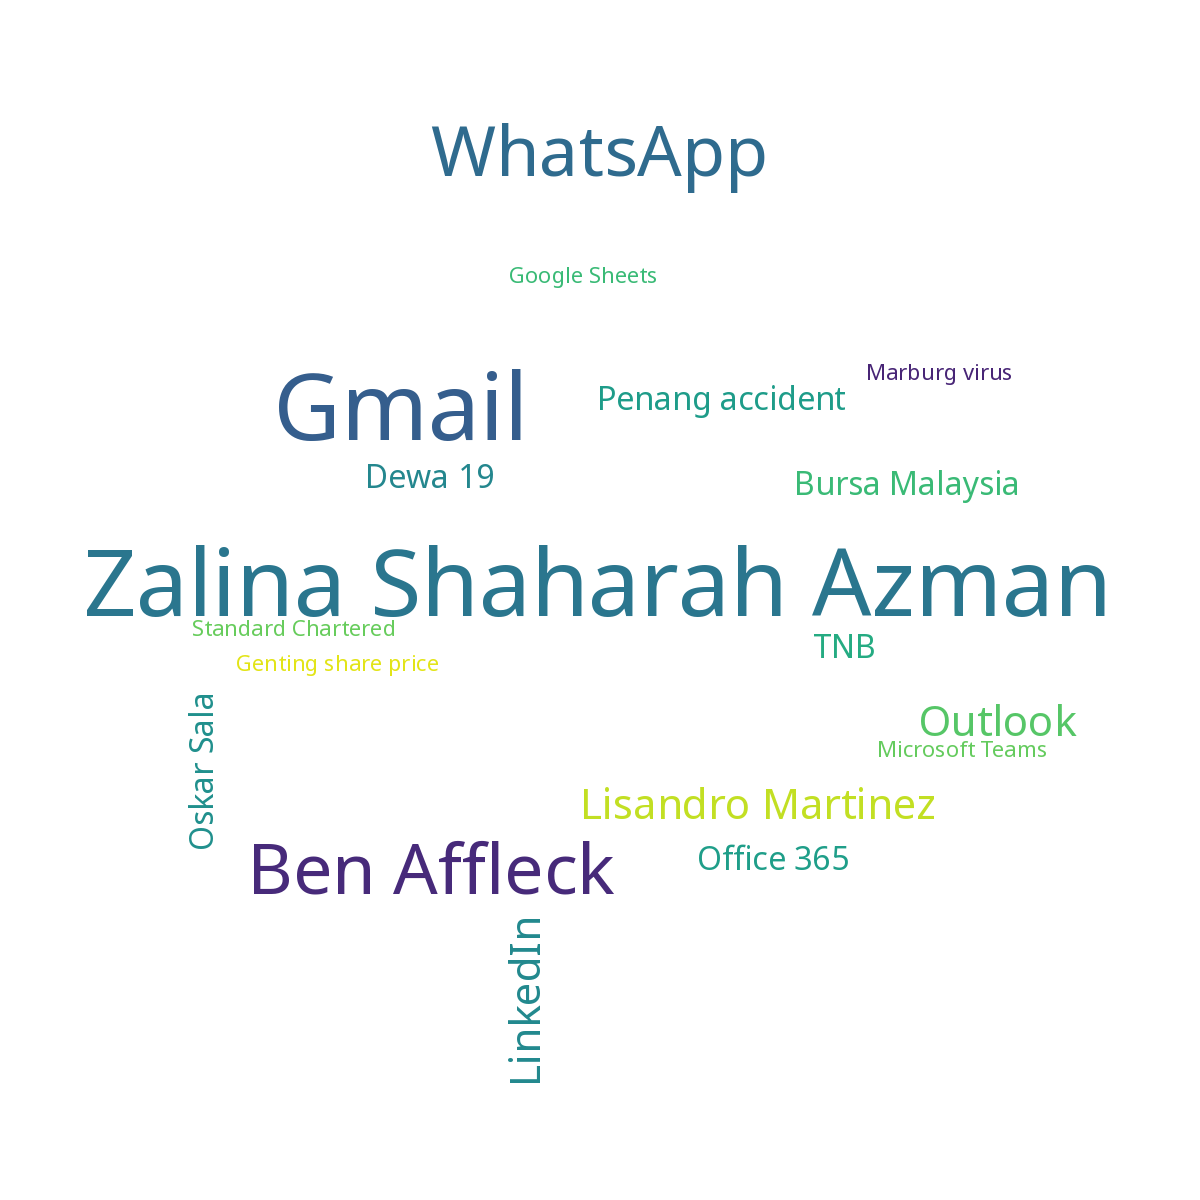 WhatsApp
Google Sheets
Marburg virus
Gmail
Penang accident
Dewa 19
Bursa Malaysia
Zalina Shaharah Azman
Standard Chartered
TNB
Genting share price
Oskar Sala
Outlook
Microsoft Teams
Lisandro Martinez
Ben Affleck
Office 365
LinkedIn